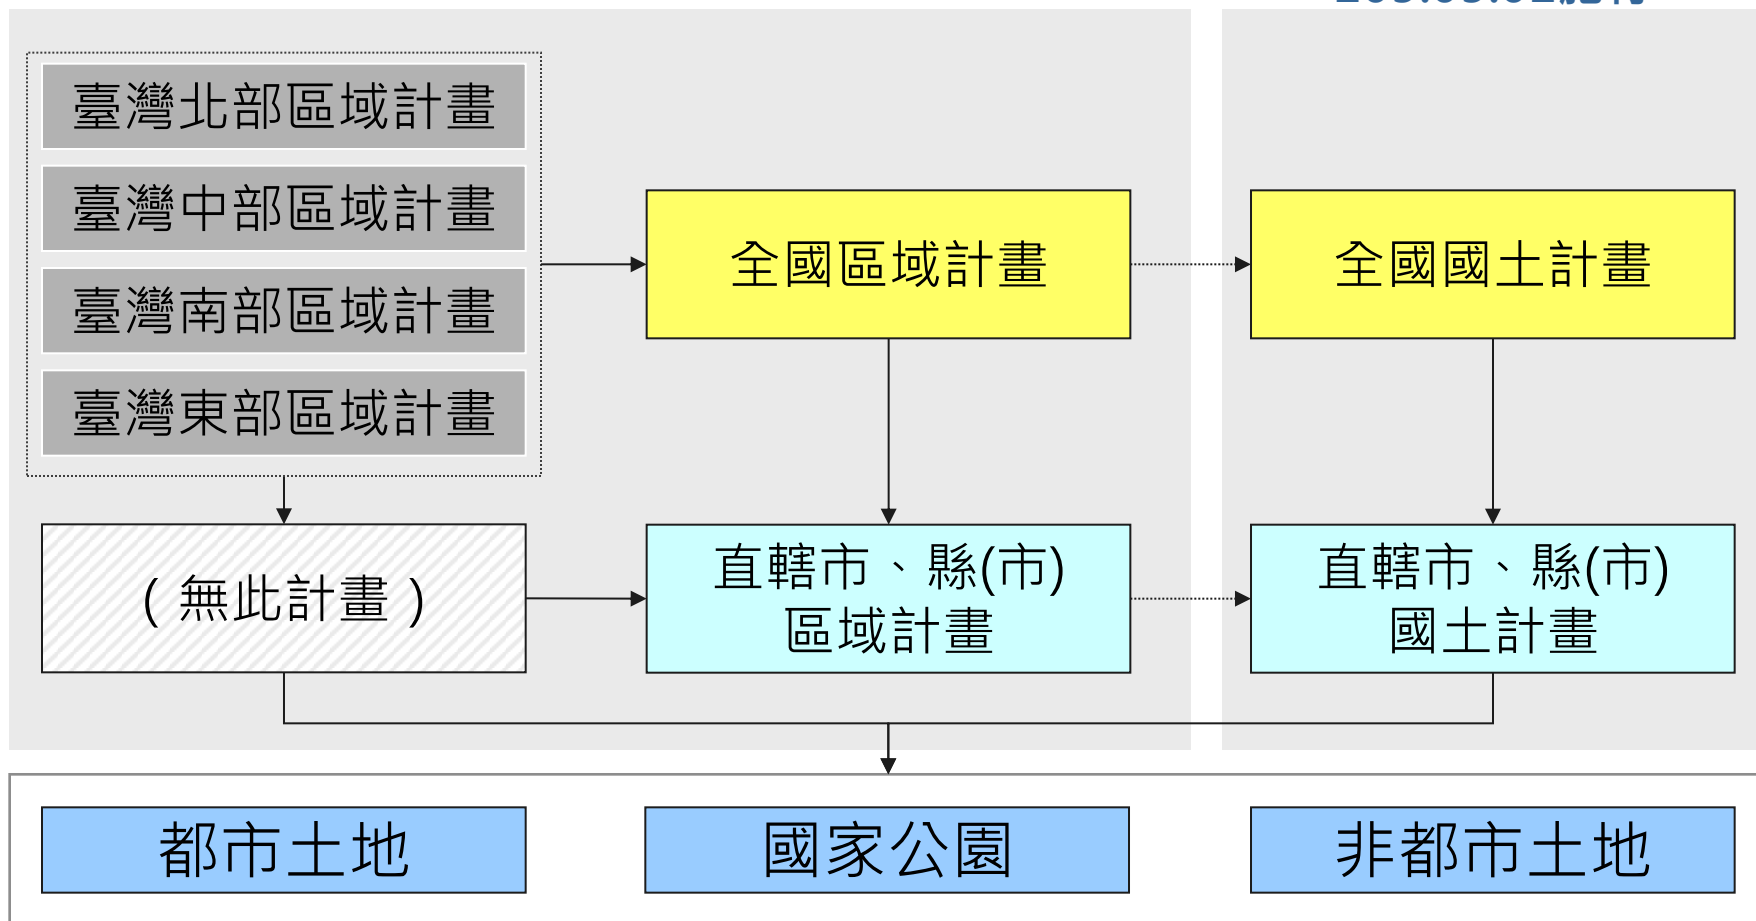 臺灣北部區域計畫
臺灣中部區域計畫
臺灣南部區域計畫
臺灣東部區域計畫
全國區域計畫
全國國土計畫
( 無此計畫 )
直轄市、縣(市)
區域計畫
直轄市、縣(市)
國土計畫
都市土地
國家公園
非都市土地